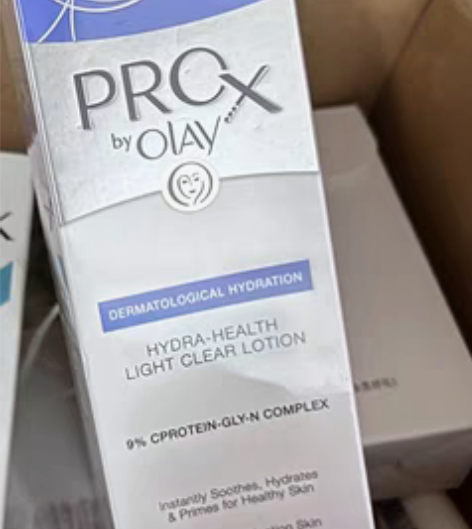 PROX
by OLAY
DERMATOLOGICAL HYDRATION
HYDRA-HEALTH
LIGHT CLEAR LOTION
9% CPROTEIN-GLY-N COMPLEX
Instantly Soothes, Hydrates
& Primes for Healthy Skin
Skin